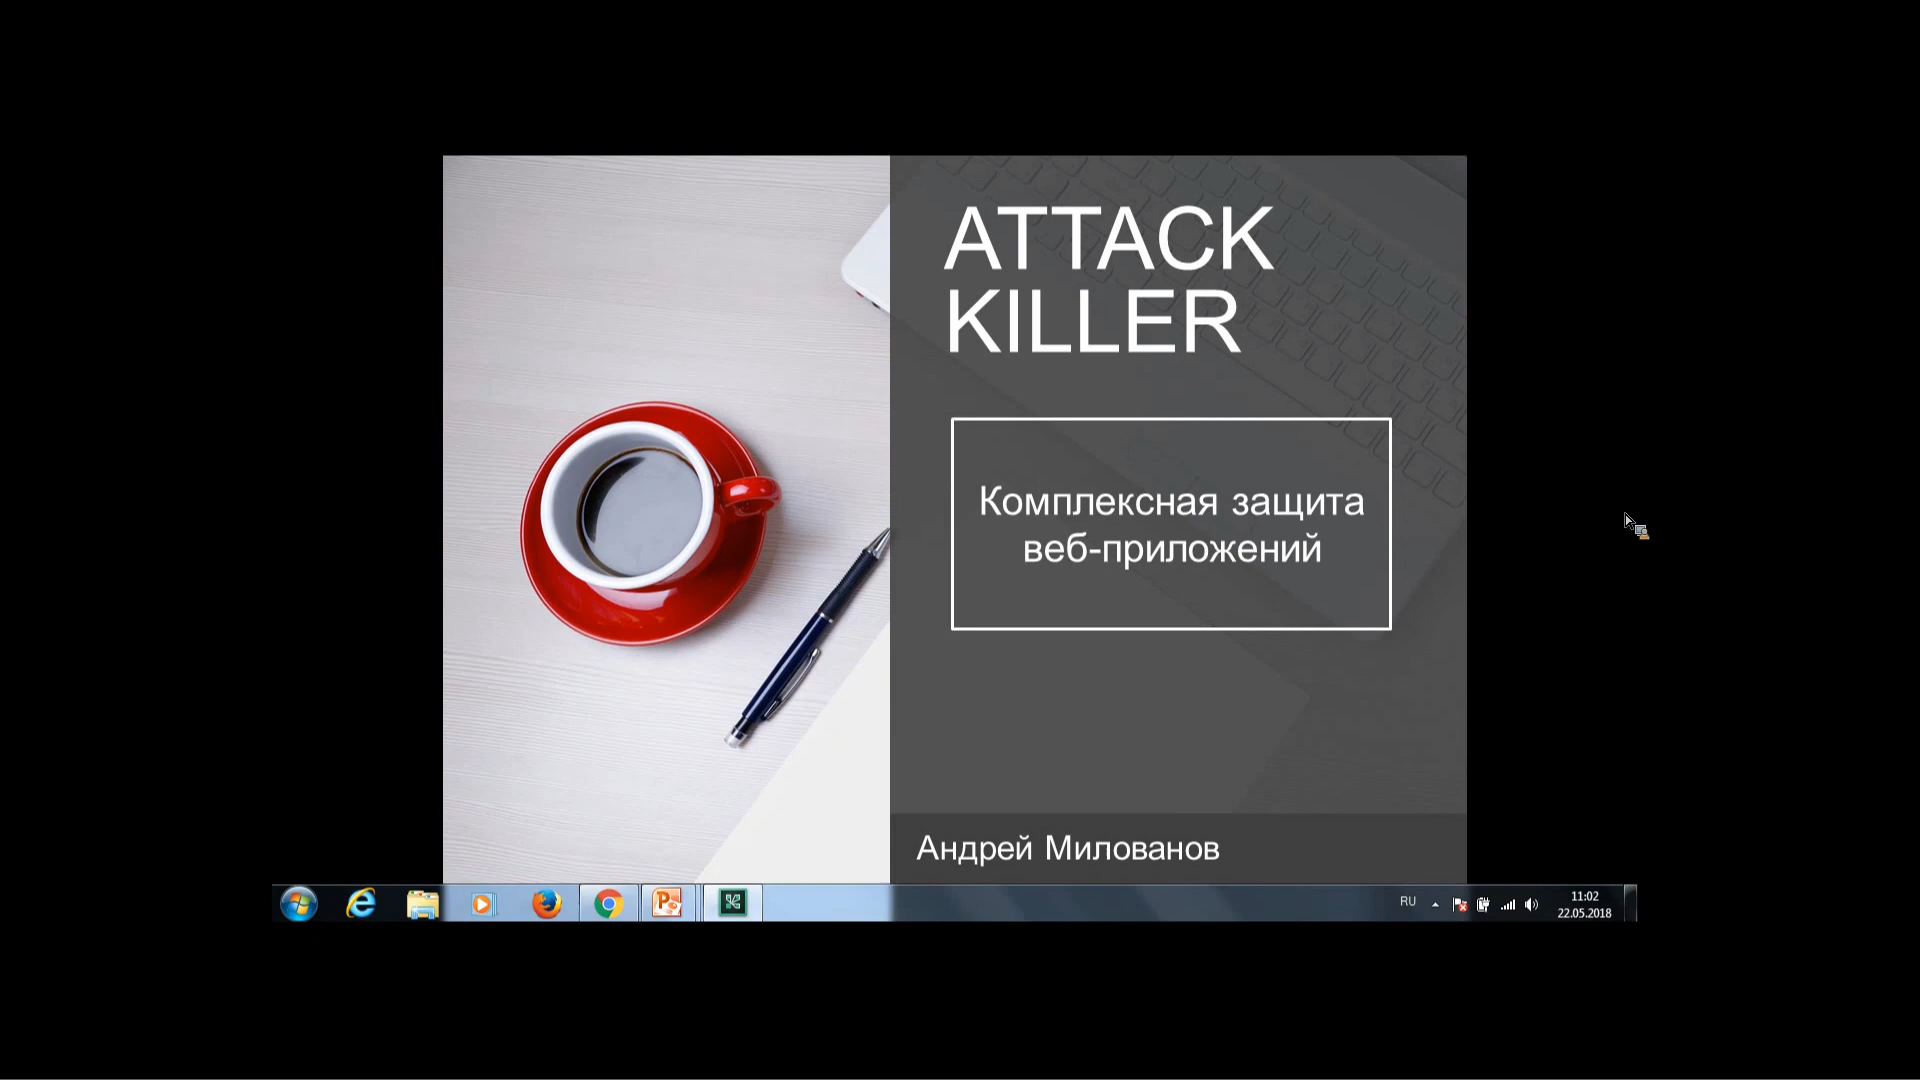 ATTACK
KILLER
Комплексная защита
веб-приложений
Андрей Милованов
RU
11:02
22.05.2018